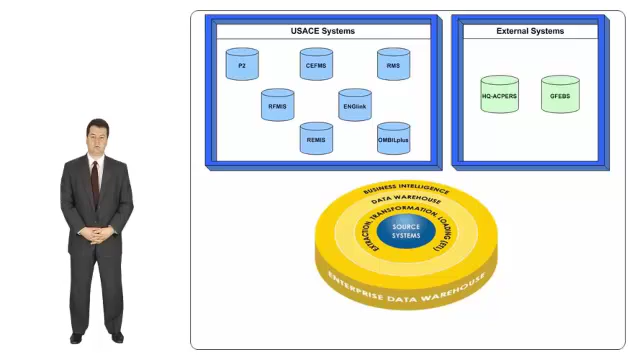 USACE Systems
P2
CEFMS
RMS
RFMIS
ENGlink
REMIS
OMBILplus
External Systems
HQ-ACPERS
GFEBS
BUSINESS INTELLIGENCE
DATA WAREHOUSE
EXTRACTION, TRANSFORMATION, LOADING (ETL)
SOURCE
SYSTEMS
ENTERPRISE DATA WAREHOUSE